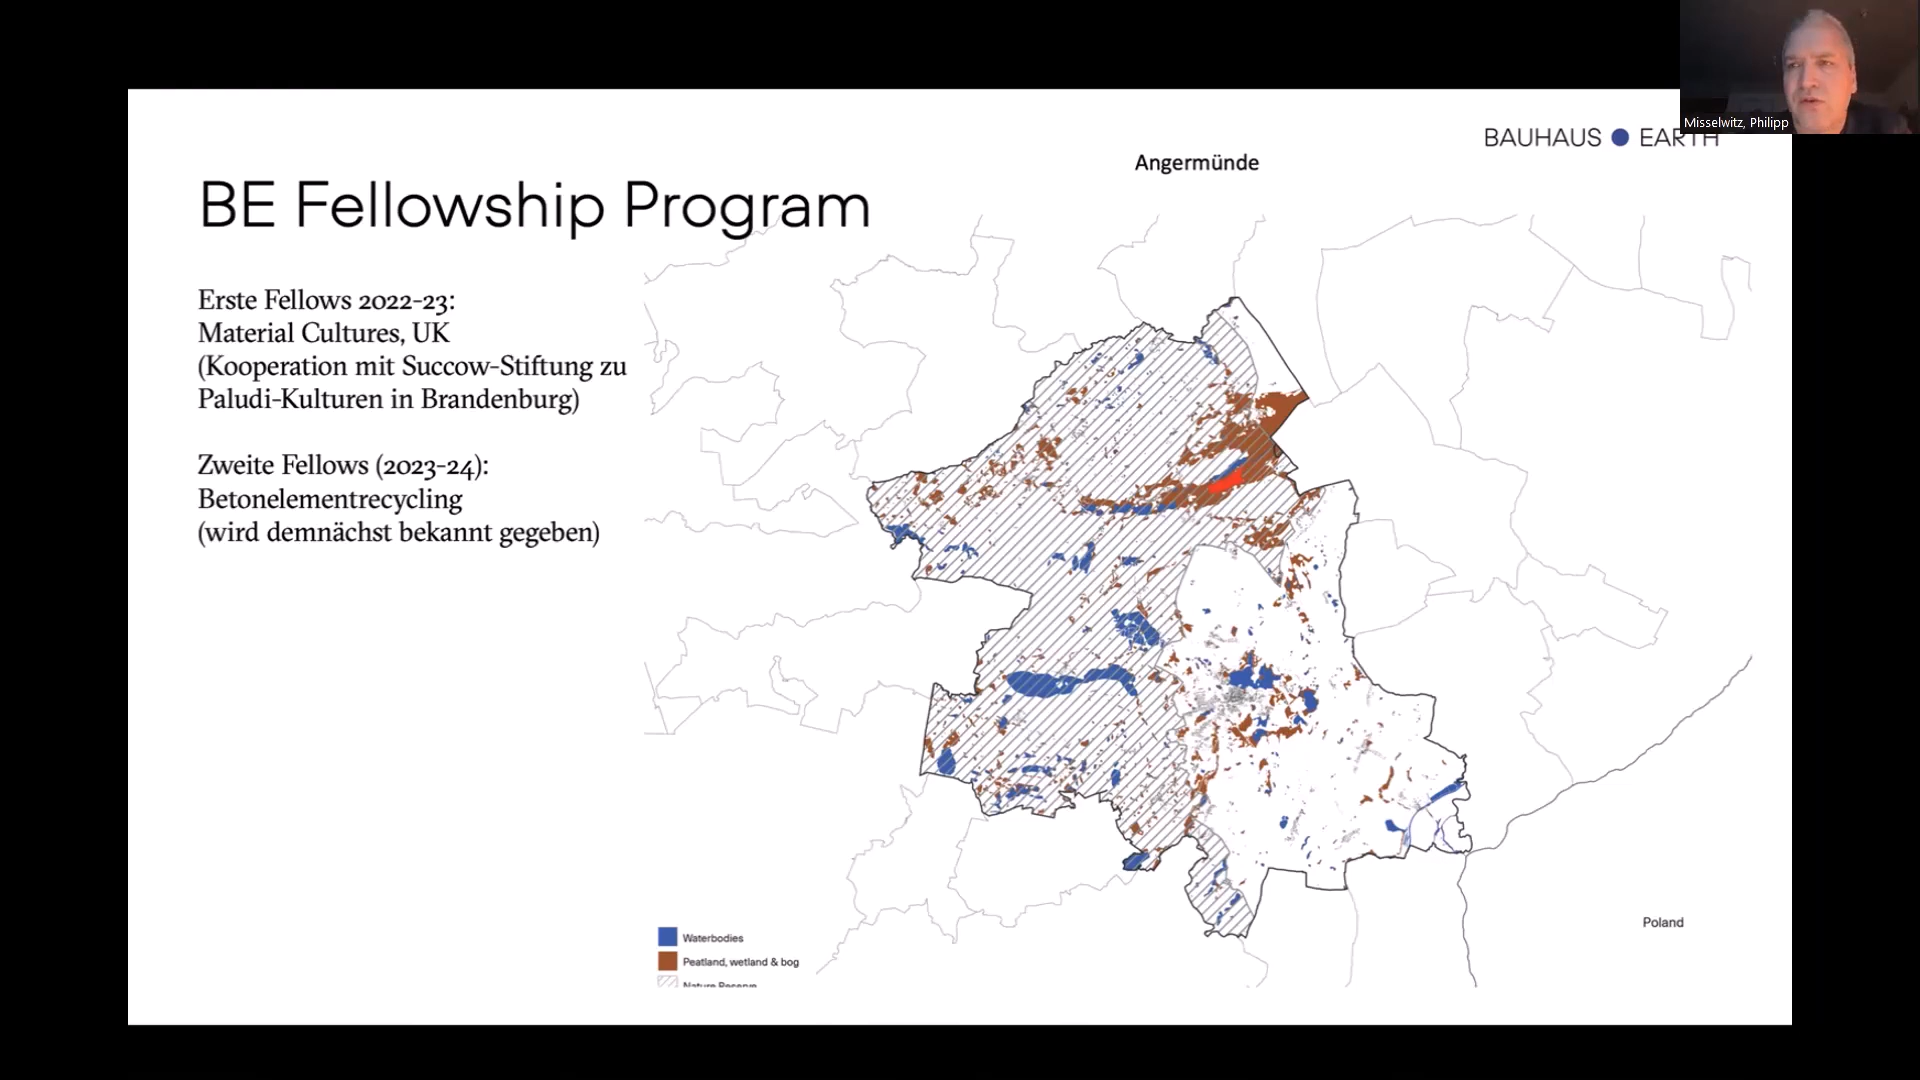 Misselwitz, Philipp
BAUHAUS EARTH
Angermünde
BE Fellowship Program
Erste Fellows 2022-23:
Material Cultures, UK
(Kooperation mit Succow-Stiftung zu
Paludi-Kulturen in Brandenburg)
Zweite Fellows (2023-24):
Betonelementrecycling
(wird demnächst bekannt gegeben)
Poland
Waterbodies
Peatland, wetland & bog
Nature Reserve